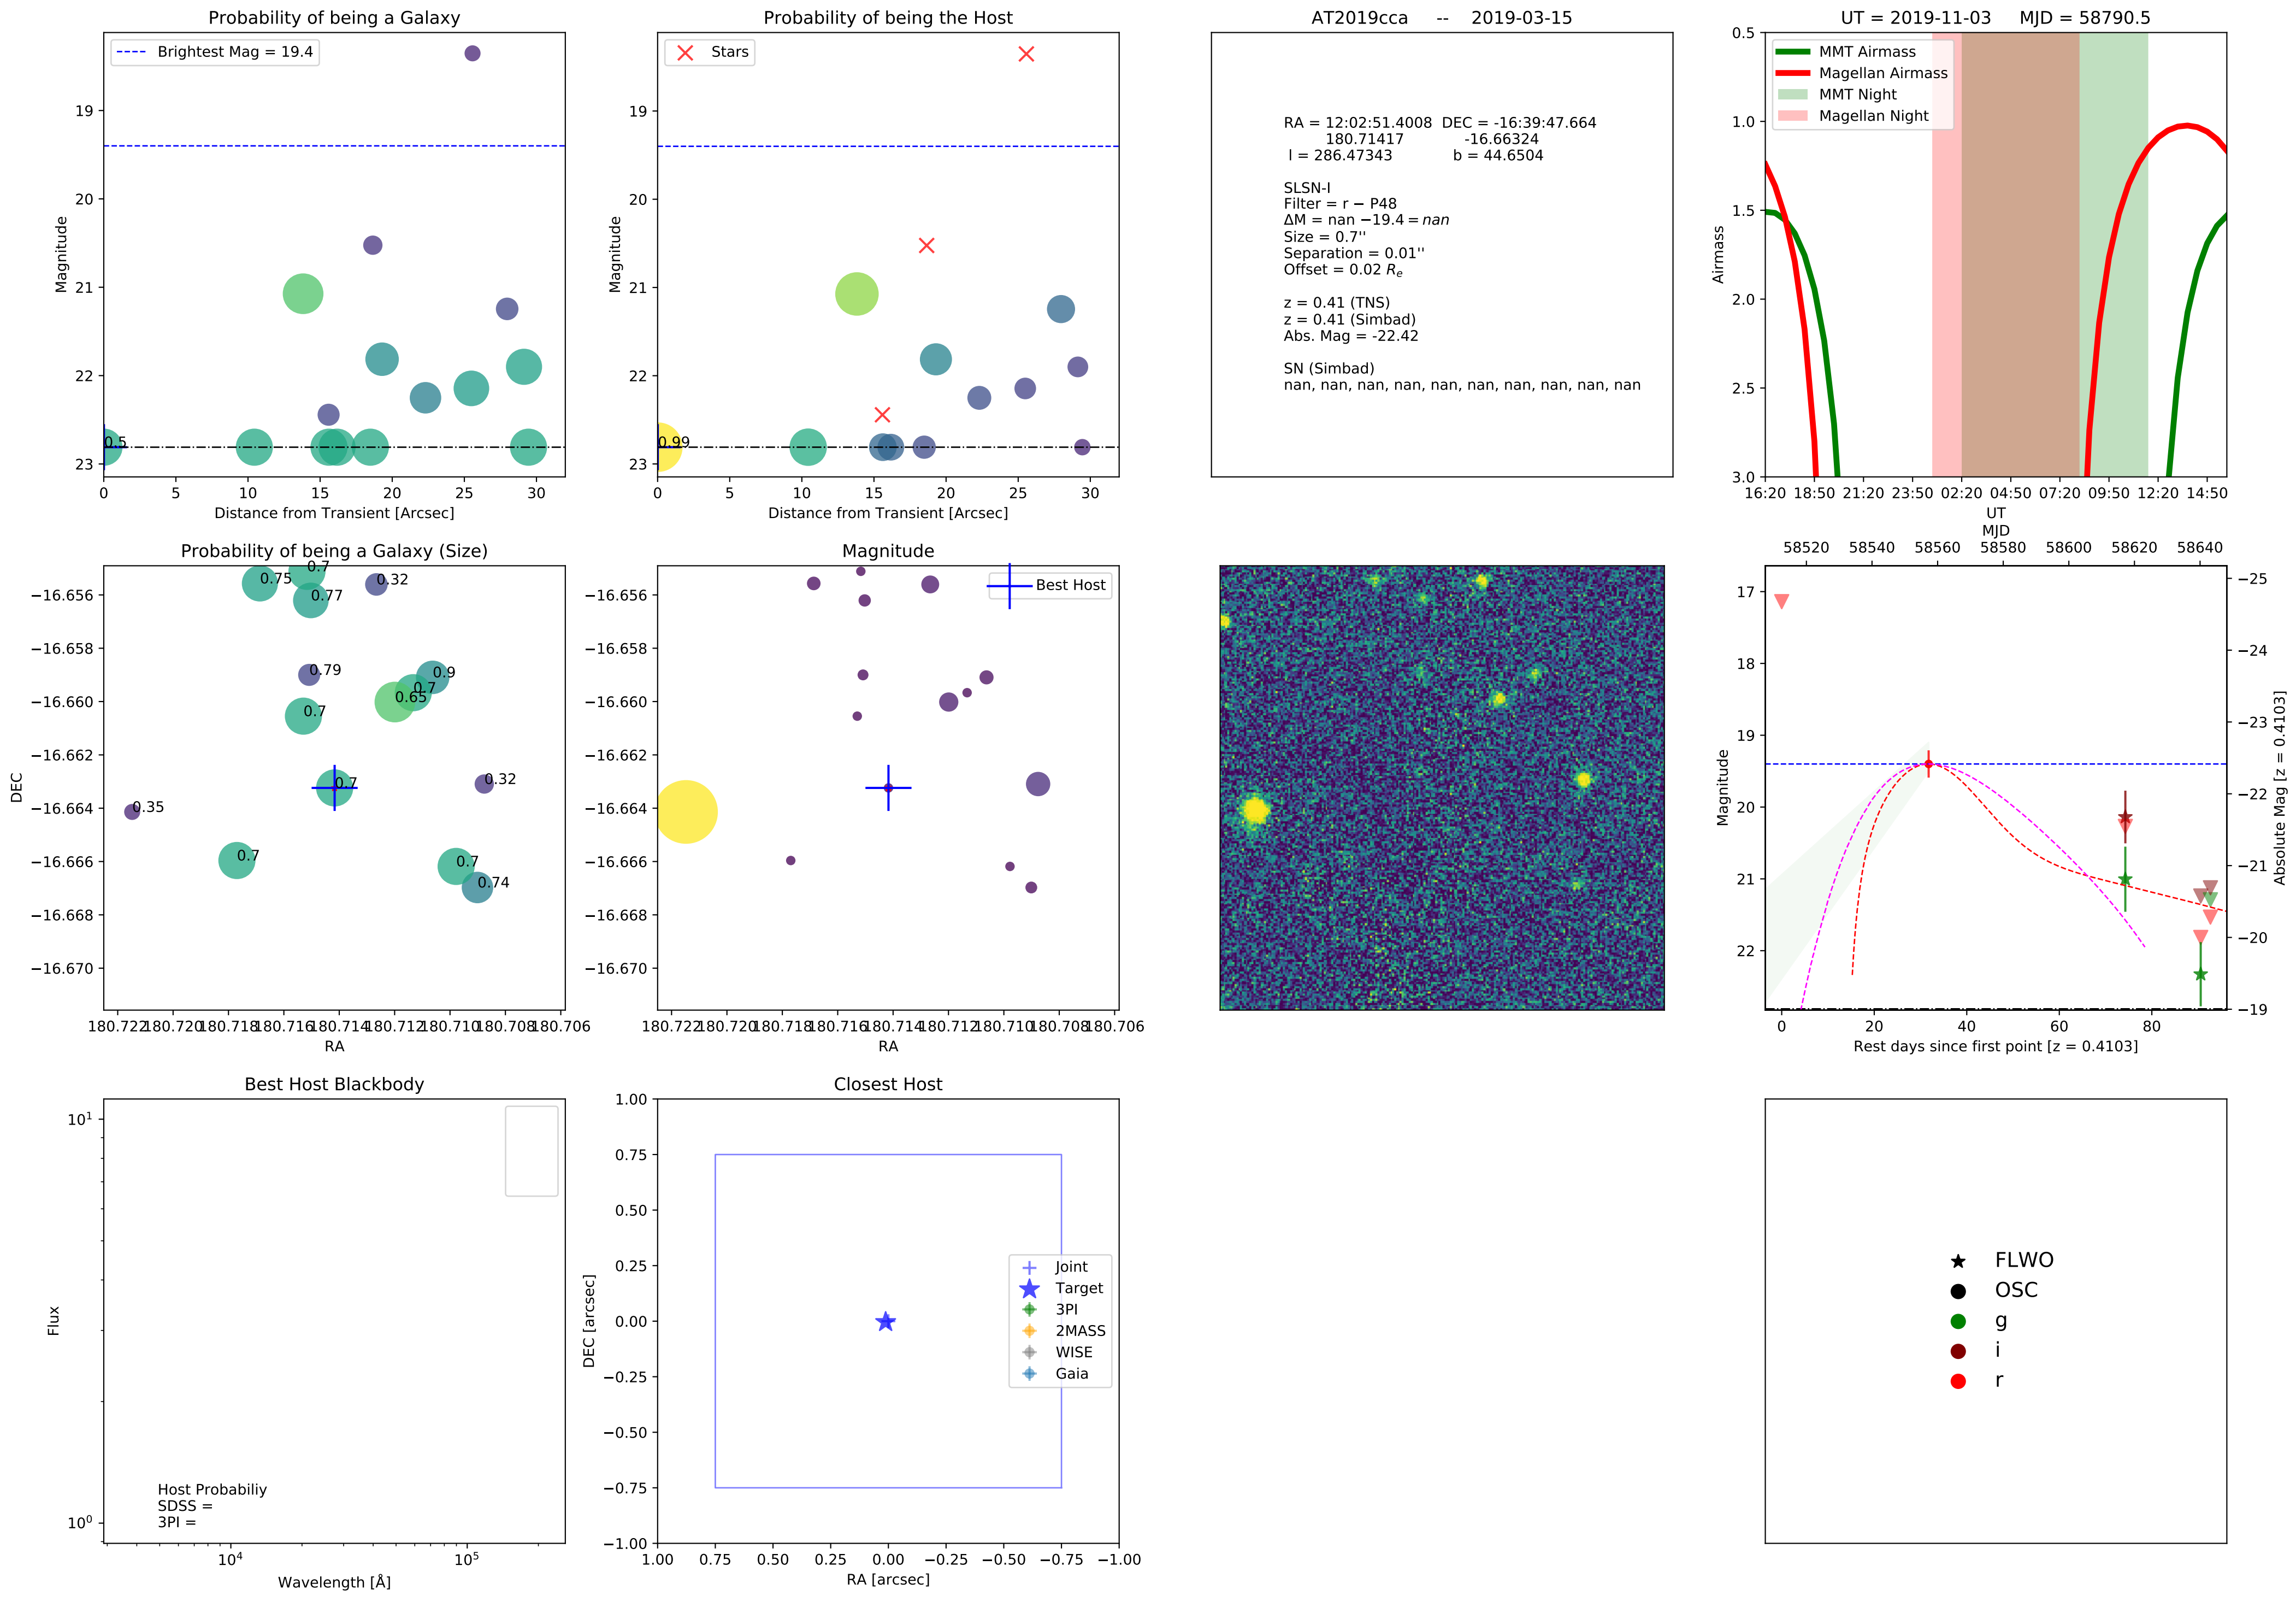 Probability of being a Galaxy
Brightest Mag = 19.4
Magnitude
19
20
21
22
23
0.5
0 5 10 15 20 25 30
Distance from Transient [Arcsec]
Probability of being the Host
Stars
Magnitude
19
20
21
22
23
0.99
0 5 10 15 20 25 30
Distance from Transient [Arcsec]
AT2019cca -- 2019-03-15
RA = 12:02:51.4008 DEC = -16:39:47.664
180.71417 -16.66324
l = 286.47343 b = 44.6504
SLSN-I
Filter = r − P48
ΔM = nan −19.4 = nan
Size = 0.7''
Separation = 0.01''
Offset = 0.02 Rₑ
z = 0.41 (TNS)
z = 0.41 (Simbad)
Abs. Mag = -22.42
SN (Simbad)
nan, nan, nan, nan, nan, nan, nan, nan, nan, nan
UT = 2019-11-03 MJD = 58790.5
MMT Airmass
Magellan Airmass
MMT Night
Magellan Night
Airmass
0.5
1.0
1.5
2.0
2.5
3.0
16:20 18:50 21:20 23:50 02:20 04:50 07:20 09:50 12:20 14:50
UT
Probability of being a Galaxy (Size)
DEC
−16.656
−16.658
−16.660
−16.662
−16.664
−16.666
−16.668
−16.670
0.75
0.7
0.32
0.77
0.79
0.9
0.7
0.65
0.7
0.7
0.32
0.35
0.7
0.7
0.74
180.722 180.720 180.718 180.716 180.714 180.712 180.710 180.708 180.706
RA
Magnitude
Best Host
−16.656
−16.658
−16.660
−16.662
−16.664
−16.666
−16.668
−16.670
180.722 180.720 180.718 180.716 180.714 180.712 180.710 180.708 180.706
RA
MJD
58520 58540 58560 58580 58600 58620 58640
Magnitude
17
18
19
20
21
22
−25
−24
−23
−22
−21
−20
−19
Absolute Mag [z = 0.4103]
0 20 40 60 80
Rest days since first point [z = 0.4103]
Best Host Blackbody
Flux
10¹
10⁰
Host Probabiliy
SDSS =
3PI =
10⁴ 10⁵
Wavelength [Å]
Closest Host
DEC [arcsec]
1.00
0.75
0.50
0.25
0.00
−0.25
−0.50
−0.75
−1.00
Joint
Target
3PI
2MASS
WISE
Gaia
1.00 0.75 0.50 0.25 0.00 −0.25 −0.50 −0.75 −1.00
RA [arcsec]
FLWO
OSC
g
i
r